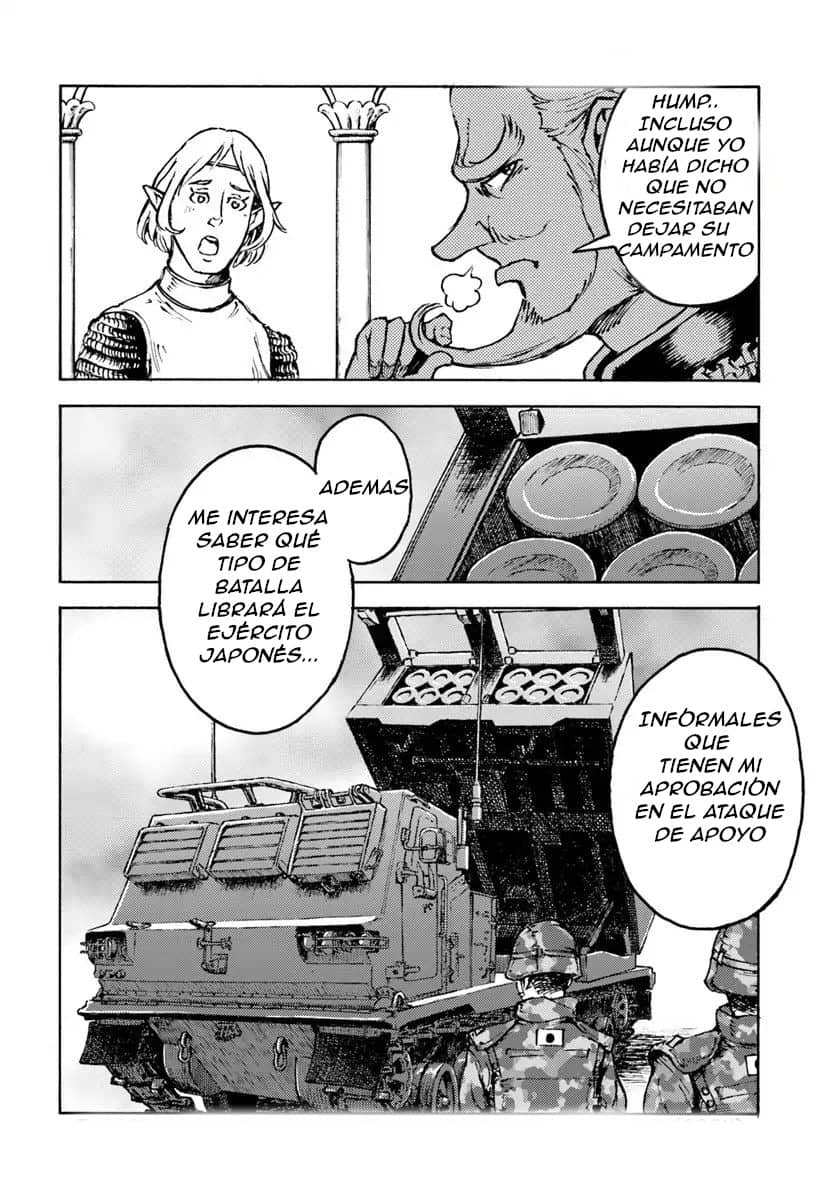 HUMP..
INCLUSO
AUNQUE YO
HABÍA DICHO
QUE NO
NECESITABAN
DEJAR SU
CAMPAMENTO
ADEMAS
ME INTERESA
SABER QUÉ
TIPO DE
BATALLA
LIBRARÁ EL
EJÉRCITO
JAPONÉS...
INFÓRMALES
QUE
TIENEN MI
APROBACIÓN
EN EL ATAQUE
DE APOYO